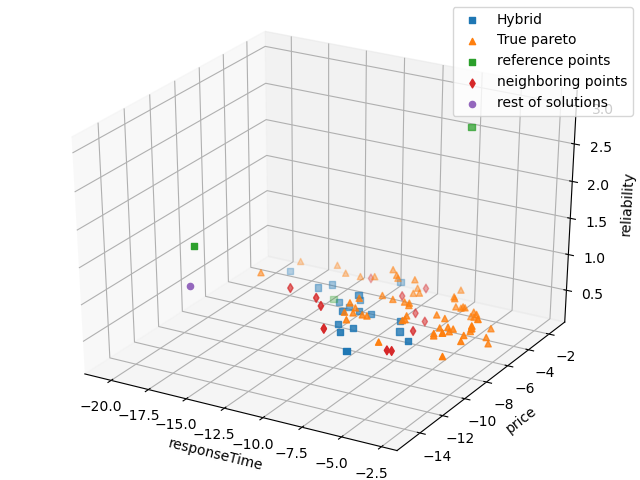 Hybrid
True pareto
reference points
neighboring points
rest of solutions
3.0
2.5
2.0
1.5
1.0
0.5
reliability
−2
−4
−6
−8
−10
−12
−14
price
−20.0
−17.5
−15.0
−12.5
−10.0
−7.5
−5.0
−2.5
responseTime